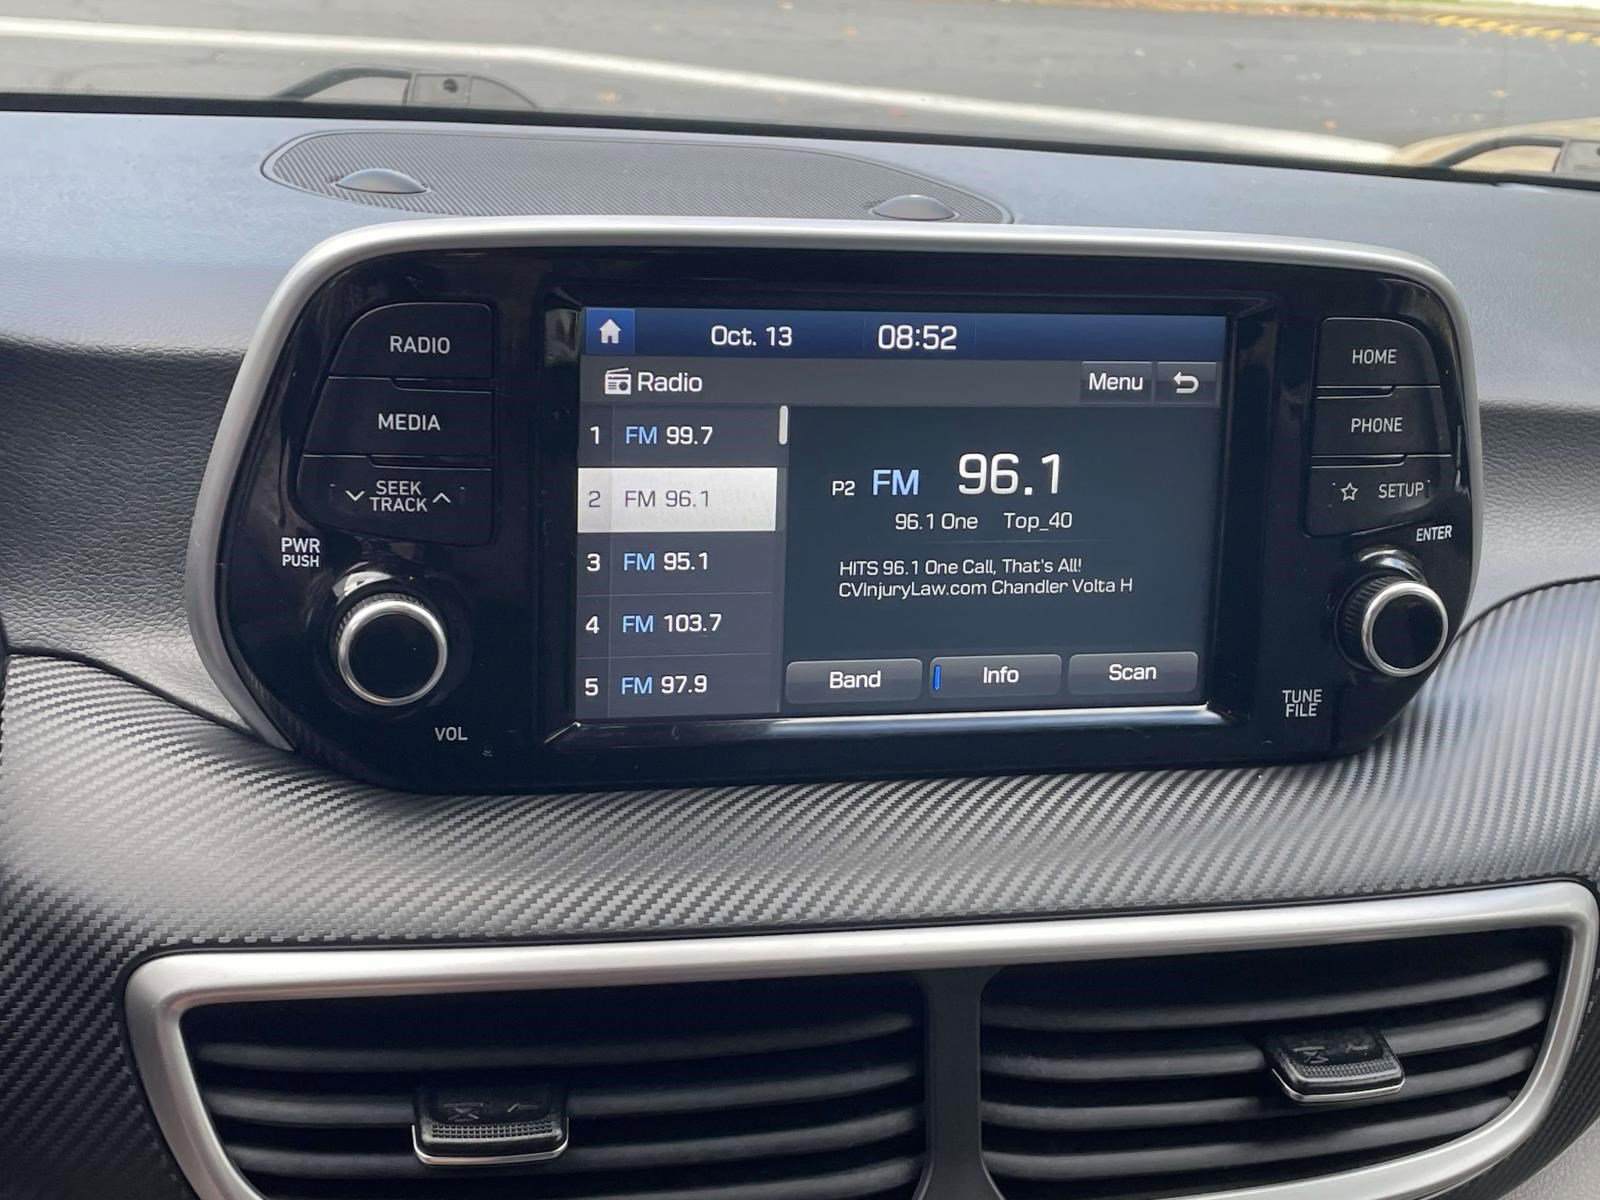 RADIO
MEDIA
SEEK
TRACK
PWR
PUSH
VOL
Oct. 13 08:52
Radio Menu
1 FM 99.7
2 FM 96.1
3 FM 95.1
4 FM 103.7
5 FM 97.9
P2 FM 96.1
96.1 One Top_40
HITS 96.1 One Call, That's All!
CVInjuryLaw.com Chandler Volta H
Band Info Scan
HOME
PHONE
SETUP
ENTER
TUNE
FILE